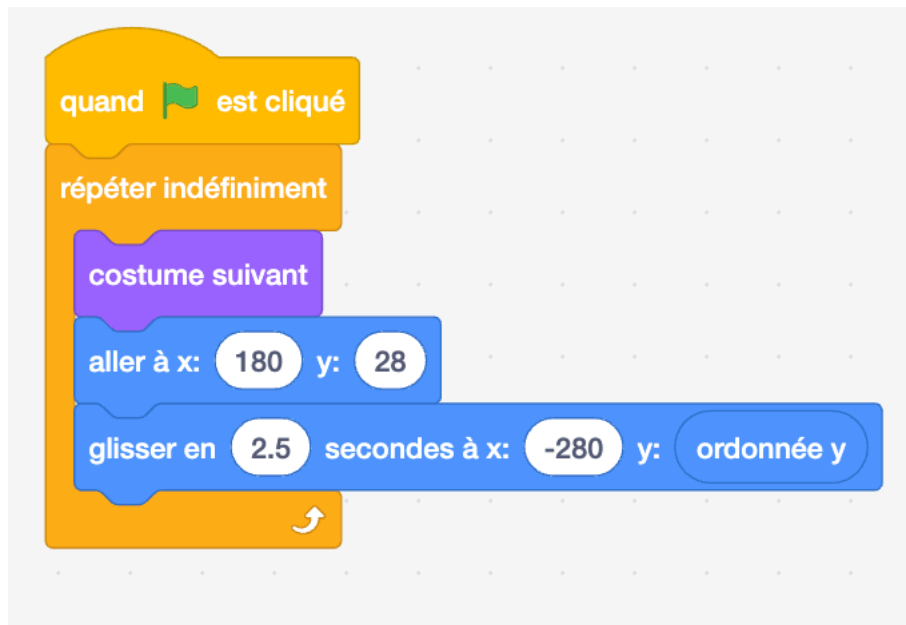 quand est cliqué
répéter indéfiniment
costume suivant
aller à x: 180 y: 28
glisser en 2.5 secondes à x: -280 y: ordonnée y